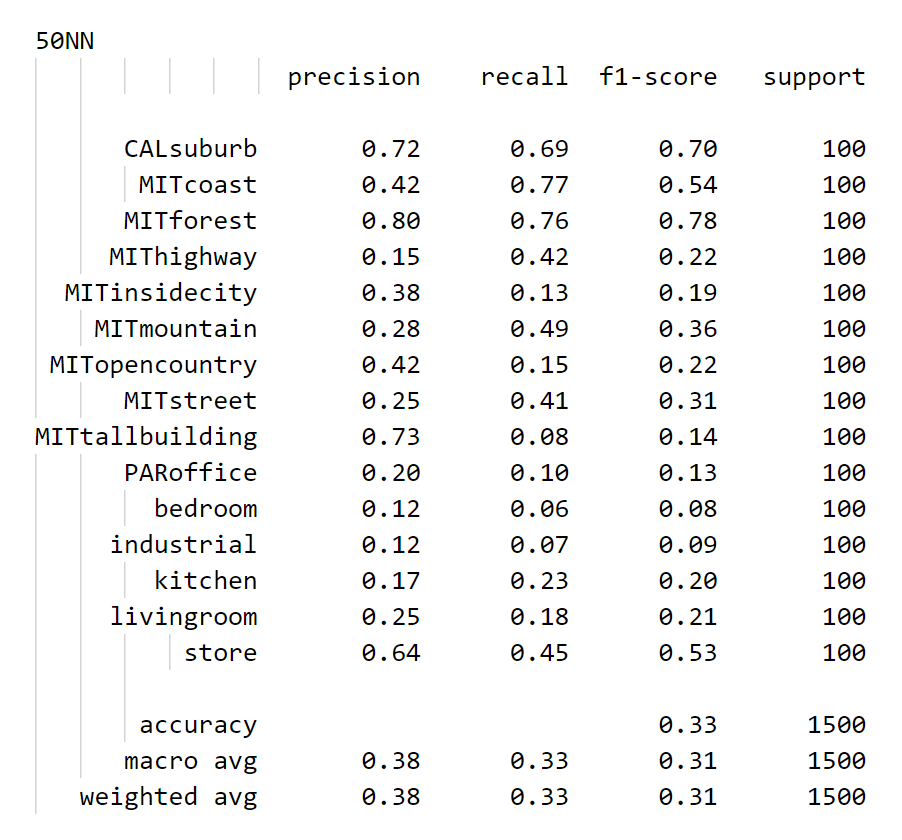 50NN
precision recall f1-score support
CALsuburb 0.72 0.69 0.70 100
MITcoast 0.42 0.77 0.54 100
MITforest 0.80 0.76 0.78 100
MIThighway 0.15 0.42 0.22 100
MITinsidecity 0.38 0.13 0.19 100
MITmountain 0.28 0.49 0.36 100
MITopencountry 0.42 0.15 0.22 100
MITstreet 0.25 0.41 0.31 100
MITtallbuilding 0.73 0.08 0.14 100
PARoffice 0.20 0.10 0.13 100
bedroom 0.12 0.06 0.08 100
industrial 0.12 0.07 0.09 100
kitchen 0.17 0.23 0.20 100
livingroom 0.25 0.18 0.21 100
store 0.64 0.45 0.53 100
accuracy 0.33 1500
macro avg 0.38 0.33 0.31 1500
weighted avg 0.38 0.33 0.31 1500